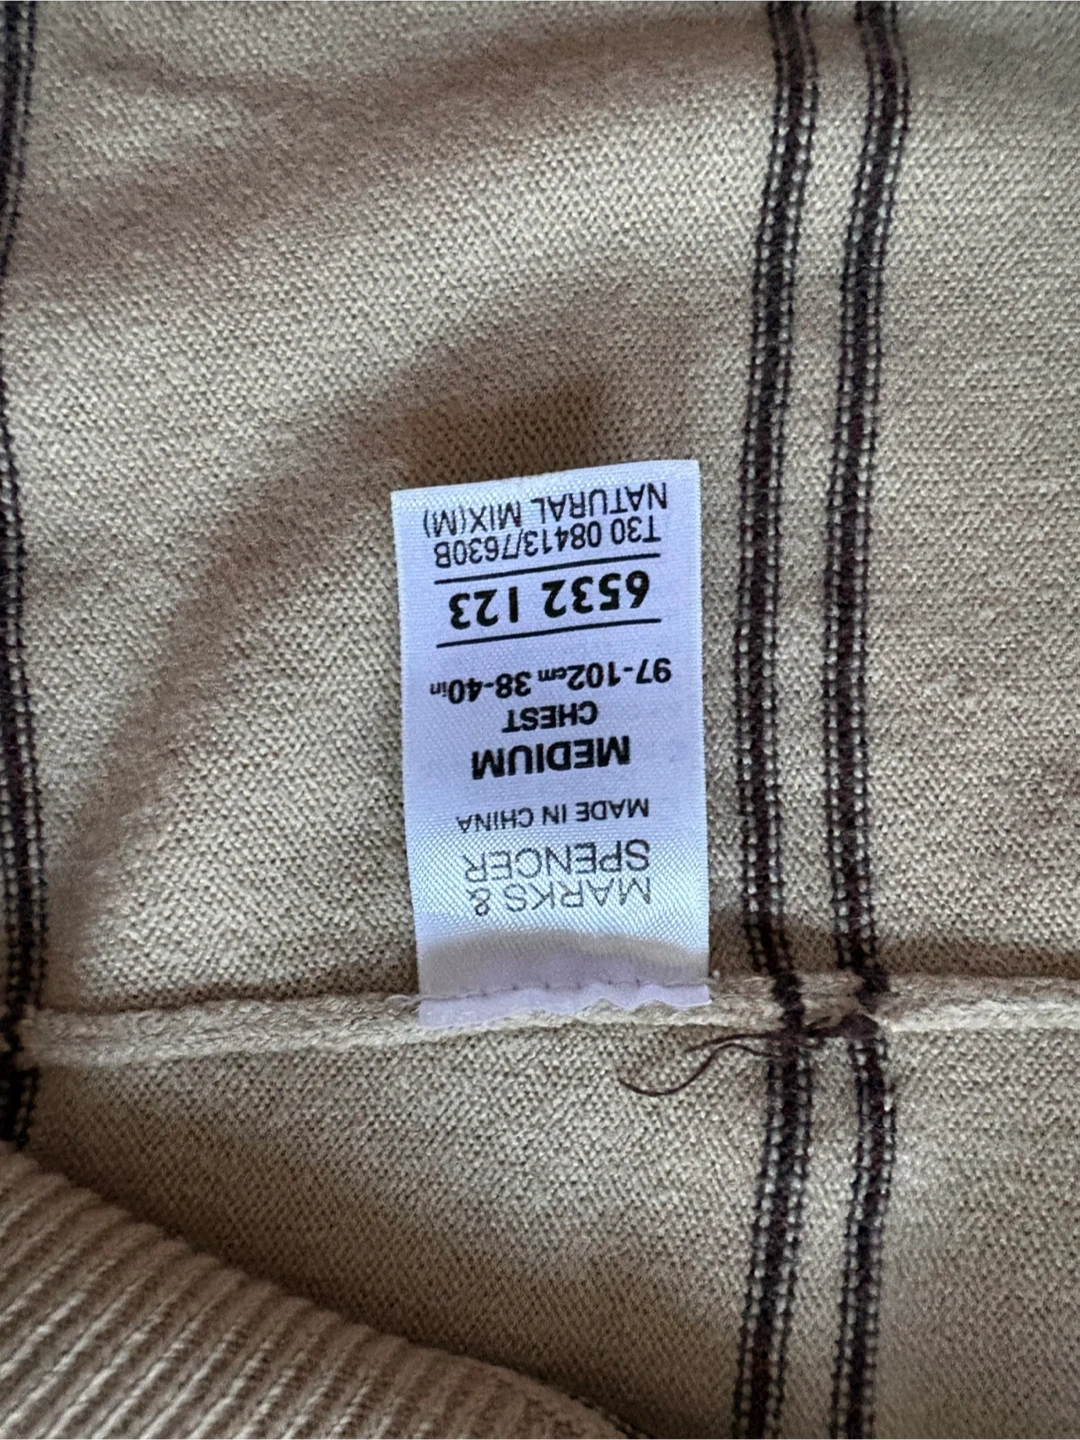 MARKS &
SPENCER
MADE IN CHINA
MEDIUM
CHEST
97-102cm 38-40in
6532 123
T30 08413/7630B
NATURAL MIX(M)